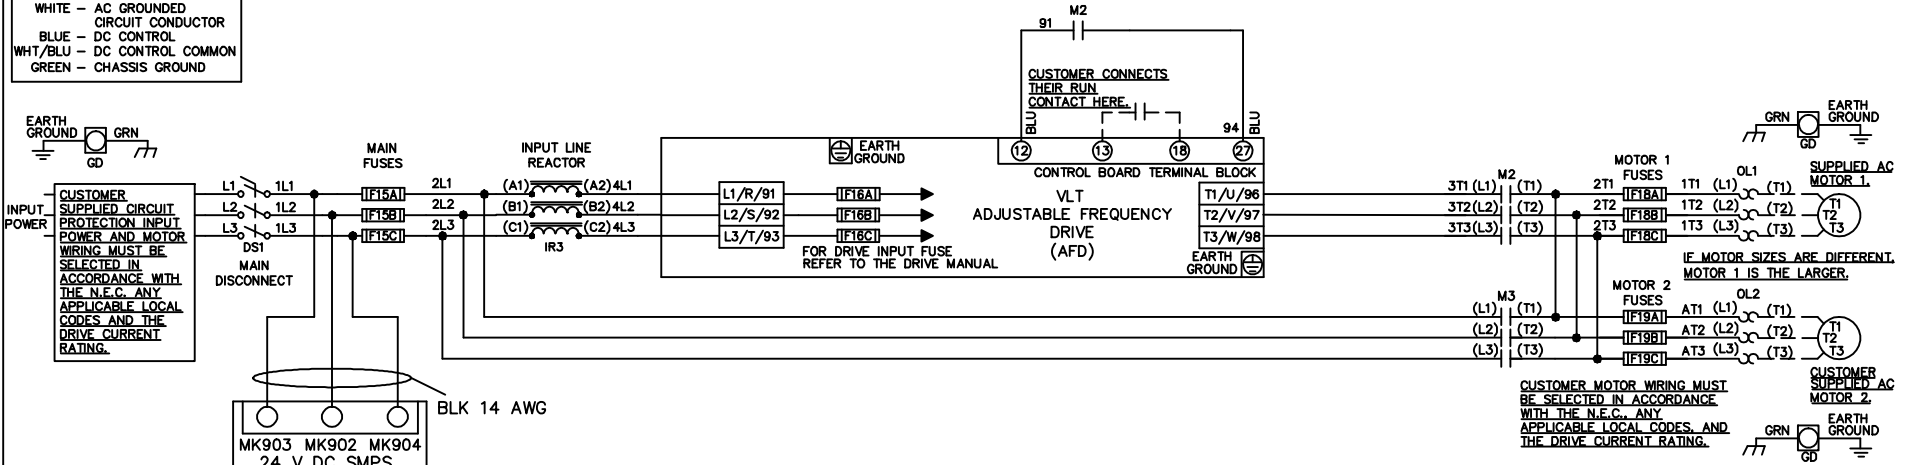 WHITE – AC GROUNDED
CIRCUIT CONDUCTOR
BLUE – DC CONTROL
WHT/BLU – DC CONTROL COMMON
GREEN – CHASSIS GROUND
EARTH
GROUND
GRN
GD
INPUT
POWER
CUSTOMER
SUPPLIED CIRCUIT
PROTECTION INPUT
POWER AND MOTOR
WIRING MUST BE
SELECTED IN
ACCORDANCE WITH
THE N.E.C. ANY
APPLICABLE LOCAL
CODES AND THE
DRIVE CURRENT
RATING.
L1 1L1
L2 1L2
L3 1L3
DS1
MAIN
DISCONNECT
MAIN
FUSES
F15A
F15B
F15C
2L1
2L2
2L3
INPUT LINE
REACTOR
(A1) (A2) 4L1
(B1) (B2) 4L2
(C1) (C2) 4L3
IR3
BLK 14 AWG
MK903 MK902 MK904
24 V DC SMPS
91
M2
CUSTOMER CONNECTS
THEIR RUN
CONTACT HERE.
BLU
94
BLU
12 13 18 27
CONTROL BOARD TERMINAL BLOCK
EARTH
GROUND
L1/R/91
L2/S/92
L3/T/93
F16A
F16B
F16C
FOR DRIVE INPUT FUSE
REFER TO THE DRIVE MANUAL
VLT
ADJUSTABLE FREQUENCY
DRIVE
(AFD)
T1/U/96
T2/V/97
T3/W/98
EARTH
GROUND
M2
3T1 (L1) (T1)
3T2(L2) (T2)
3T3(L3) (T3)
M3
(L1) (T1)
(L2) (T2)
(L3) (T3)
MOTOR 1
FUSES
2T1 F18A 1T1 (L1)
2T2 F18B 1T2 (L2)
2T3 F18C 1T3 (L3)
OL1
(T1)
(T2)
(T3)
T1
T2
T3
GRN
GD
EARTH
GROUND
SUPPLIED AC
MOTOR 1.
IF MOTOR SIZES ARE DIFFERENT,
MOTOR 1 IS THE LARGER.
MOTOR 2
FUSES
F19A AT1 (L1)
F19B AT2 (L2)
F19C AT3 (L3)
OL2
(T1)
(T2)
(T3)
T1
T2
T3
CUSTOMER
SUPPLIED AC
MOTOR 2.
CUSTOMER MOTOR WIRING MUST
BE SELECTED IN ACCORDANCE
WITH THE N.E.C., ANY
APPLICABLE LOCAL CODES, AND
THE DRIVE CURRENT RATING.
GRN
GD
EARTH
GROUND